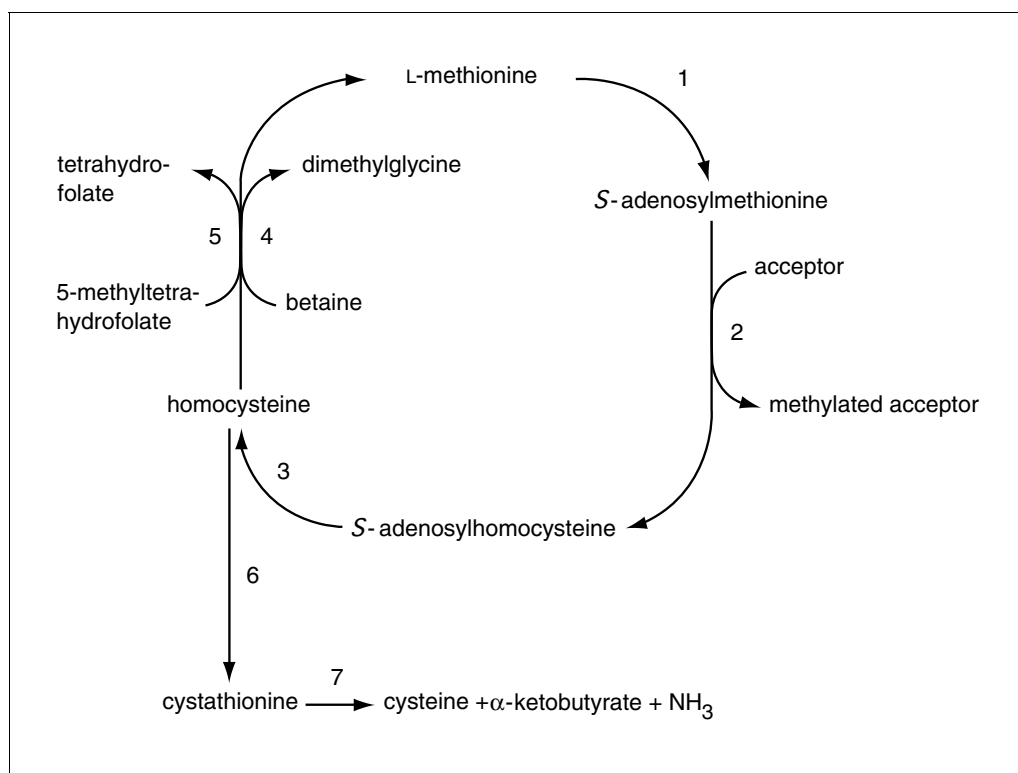 L-methionine
1
tetrahydro-
folate
dimethylglycine
S-adenosylmethionine
5
4
acceptor
5-methyltetra-
hydrofolate
betaine
2
homocysteine
methylated acceptor
3
S-adenosylhomocysteine
6
7
cystathionine
cysteine +α-ketobutyrate + NH3